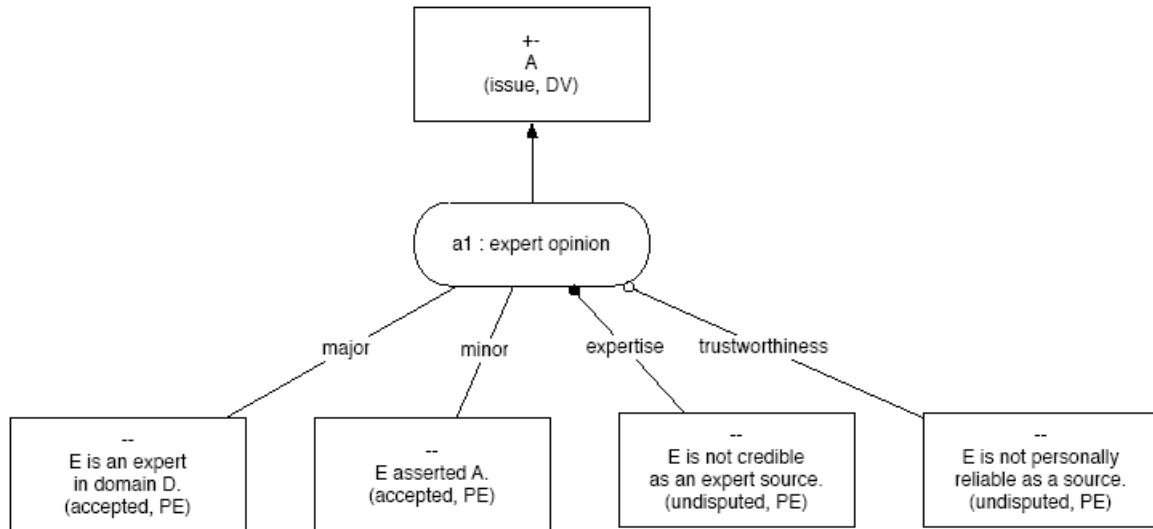 +-
A
(issue, DV)
a1 : expert opinion
major
minor
expertise
trustworthiness
--
E is an expert
in domain D.
(accepted, PE)
--
E asserted A.
(accepted, PE)
--
E is not credible
as an expert source.
(undisputed, PE)
--
E is not personally
reliable as a source.
(undisputed, PE)